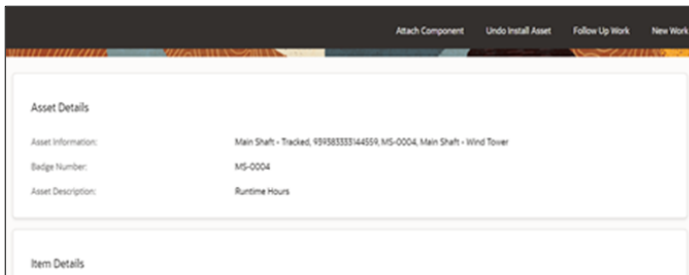 Attach Component Undo Install Asset Follow Up Work New Work
Asset Details
Asset Information: Main Shaft - Tracked, 939383333144559, MS-0004, Main Shaft - Wind Tower
Badge Number: MS-0004
Asset Description: Runtime Hours
Item Details